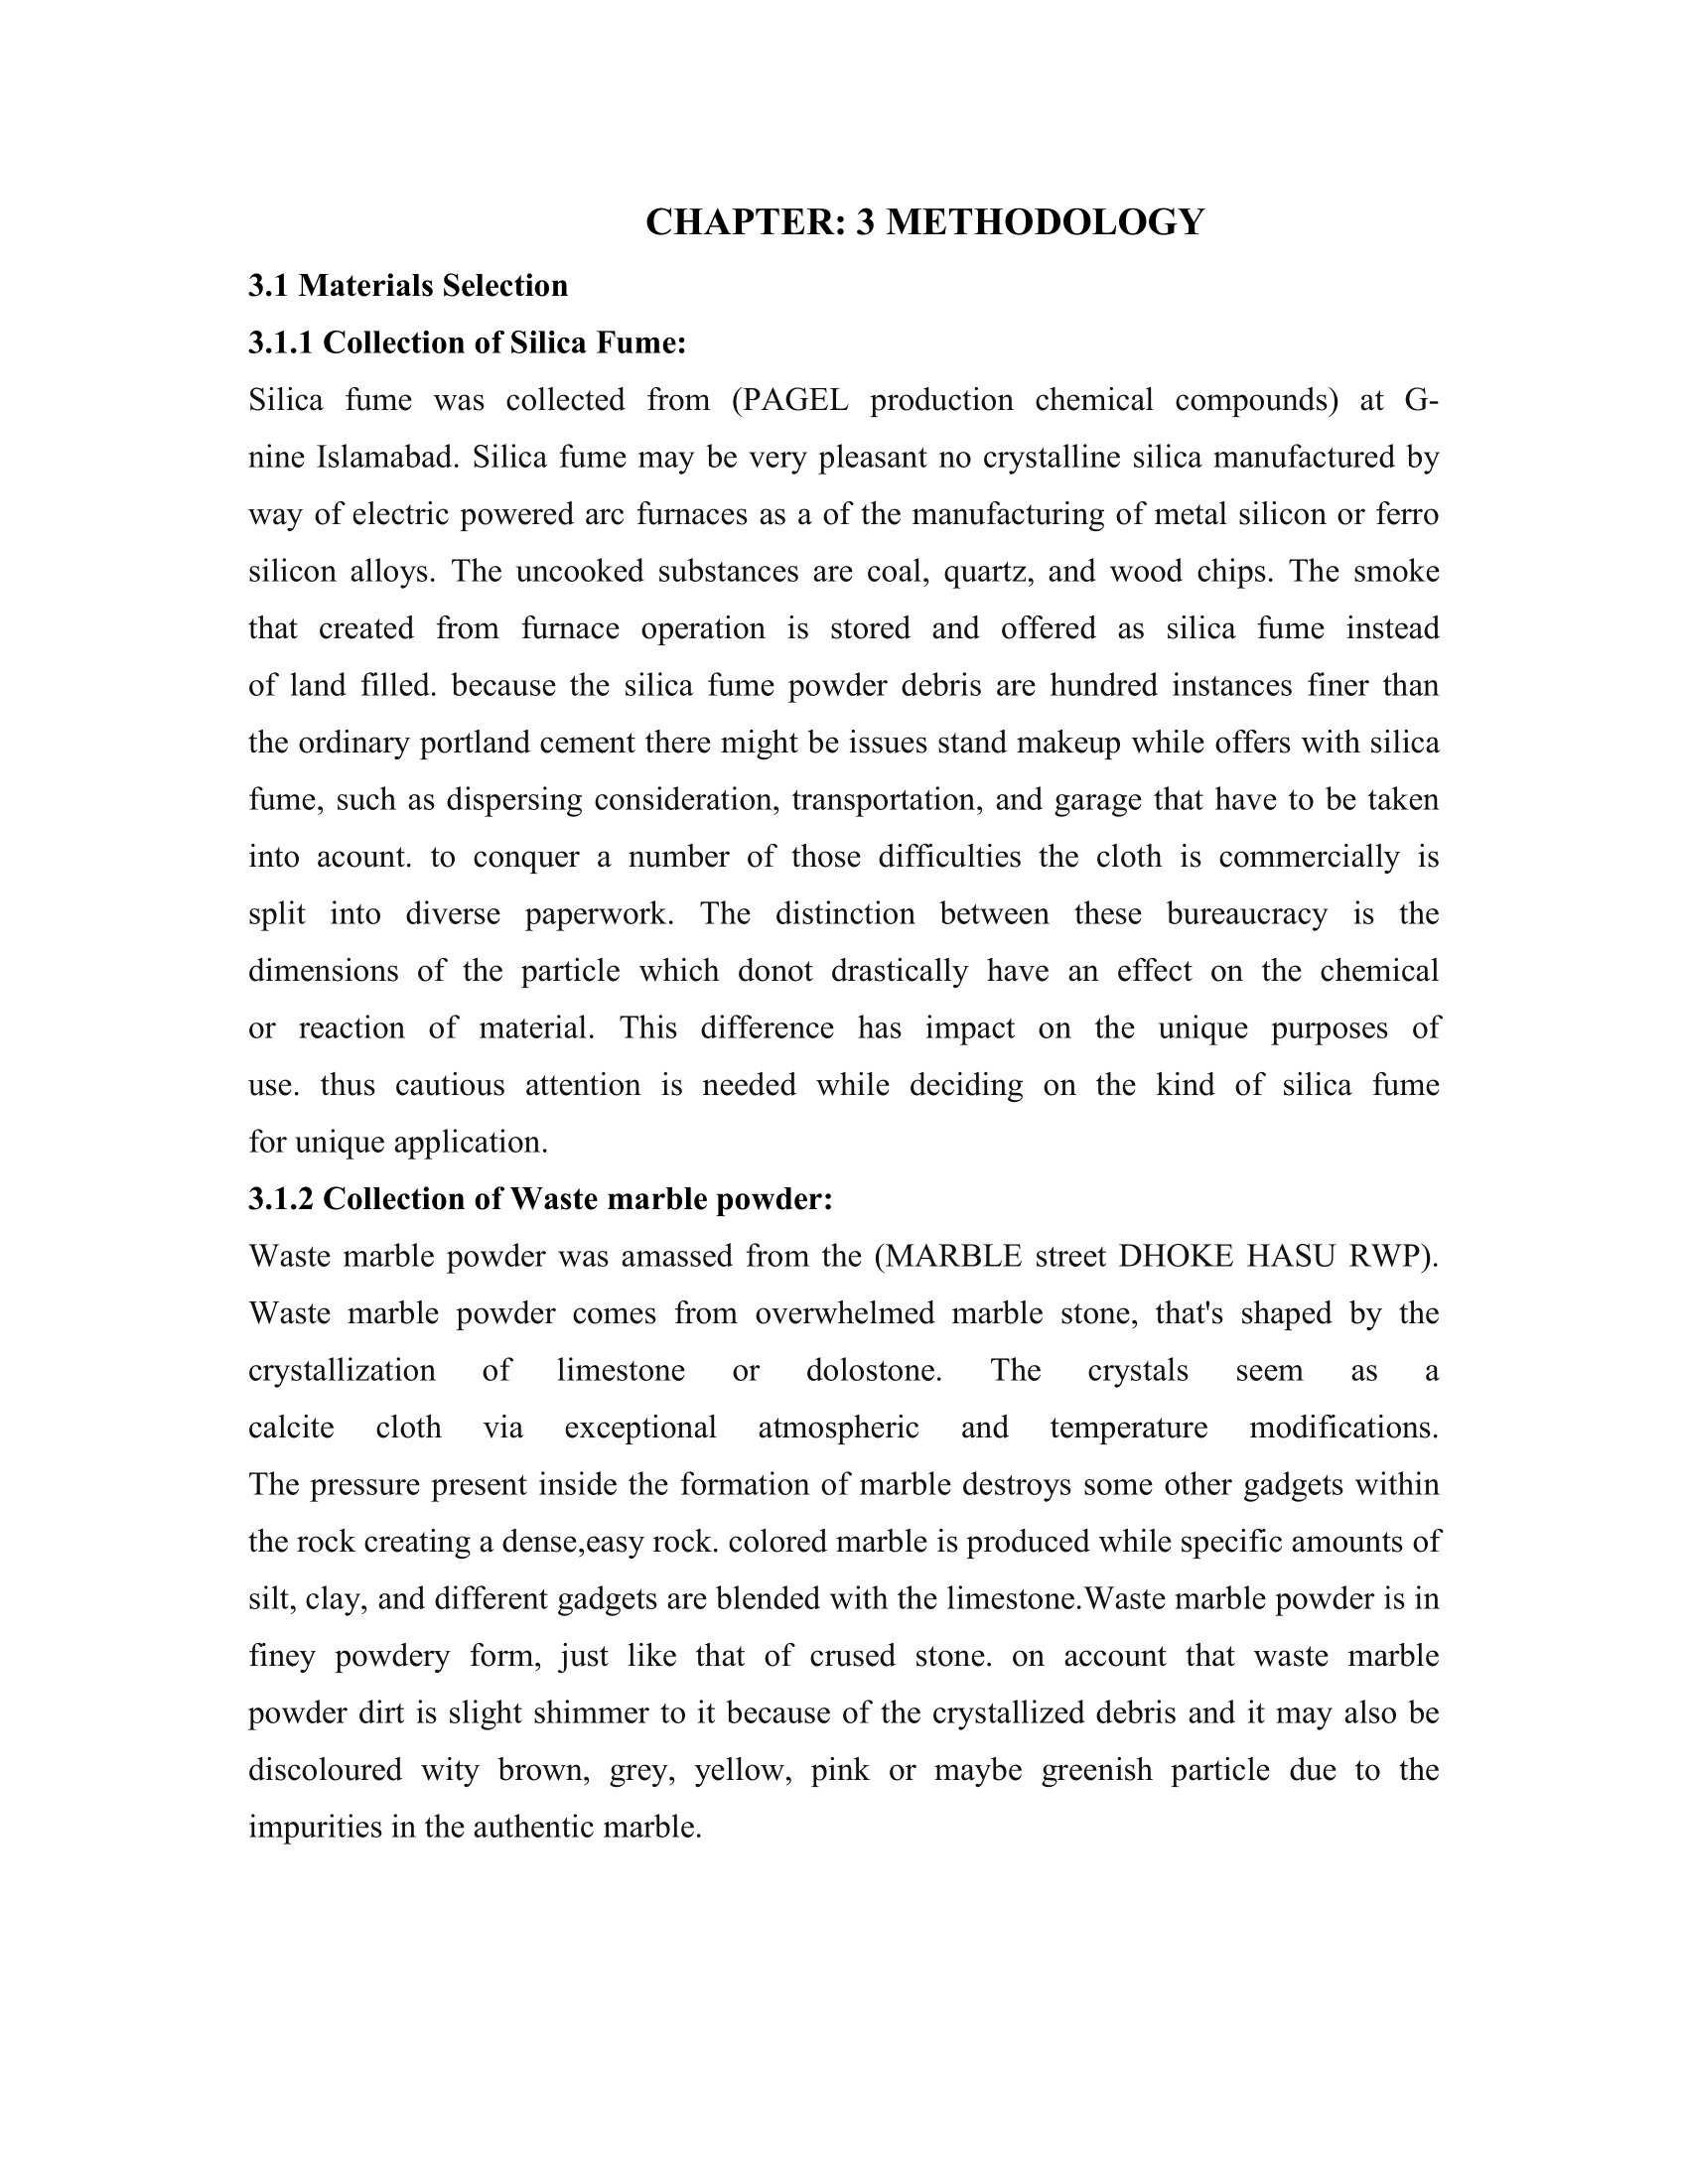 CHAPTER: 3 METHODOLOGY
3.1 Materials Selection
3.1.1 Collection of Silica Fume:
Silica fume was collected from (PAGEL production chemical compounds) at G-
nine Islamabad. Silica fume may be very pleasant no crystalline silica manufactured by
way of electric powered arc furnaces as a of the manufacturing of metal silicon or ferro
silicon alloys. The uncooked substances are coal, quartz, and wood chips. The smoke
that created from furnace operation is stored and offered as silica fume instead
of land filled. because the silica fume powder debris are hundred instances finer than
the ordinary portland cement there might be issues stand makeup while offers with silica
fume, such as dispersing consideration, transportation, and garage that have to be taken
into acount. to conquer a number of those difficulties the cloth is commercially is
split into diverse paperwork. The distinction between these bureaucracy is the
dimensions of the particle which donot drastically have an effect on the chemical
or reaction of material. This difference has impact on the unique purposes of
use. thus cautious attention is needed while deciding on the kind of silica fume
for unique application.
3.1.2 Collection of Waste marble powder:
Waste marble powder was amassed from the (MARBLE street DHOKE HASU RWP).
Waste marble powder comes from overwhelmed marble stone, that's shaped by the
crystallization of limestone or dolostone. The crystals seem as a
calcite cloth via exceptional atmospheric and temperature modifications.
The pressure present inside the formation of marble destroys some other gadgets within
the rock creating a dense,easy rock. colored marble is produced while specific amounts of
silt, clay, and different gadgets are blended with the limestone.Waste marble powder is in
finey powdery form, just like that of crused stone. on account that waste marble
powder dirt is slight shimmer to it because of the crystallized debris and it may also be
discoloured wity brown, grey, yellow, pink or maybe greenish particle due to the
impurities in the authentic marble.